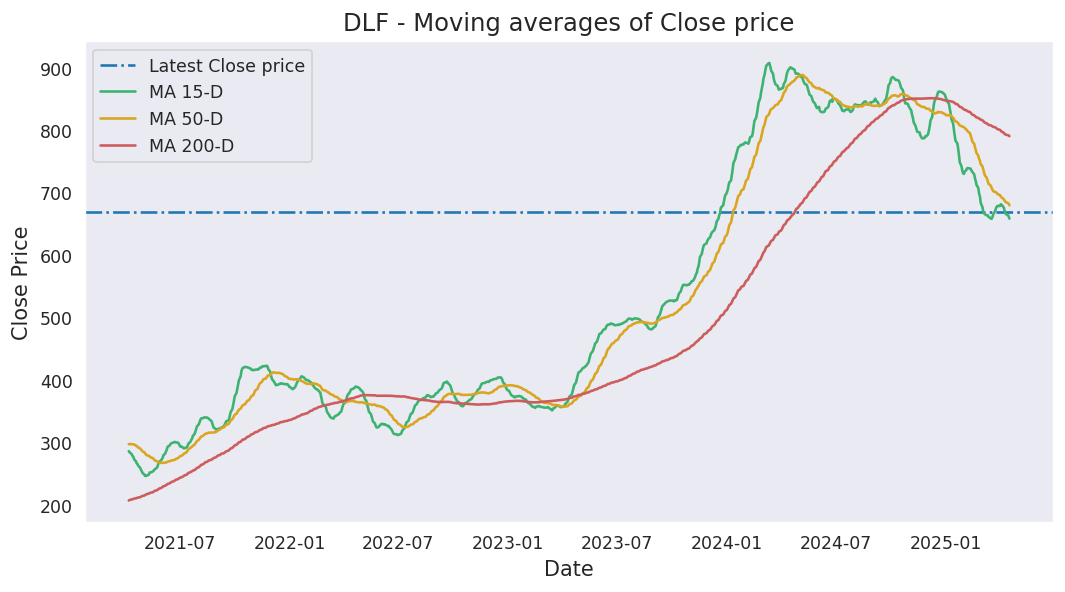 DLF - Moving averages of Close price
Latest Close price
MA 15-D
MA 50-D
MA 200-D
Close Price
900
800
700
600
500
400
300
200
2021-07 2022-01 2022-07 2023-01 2023-07 2024-01 2024-07 2025-01
Date